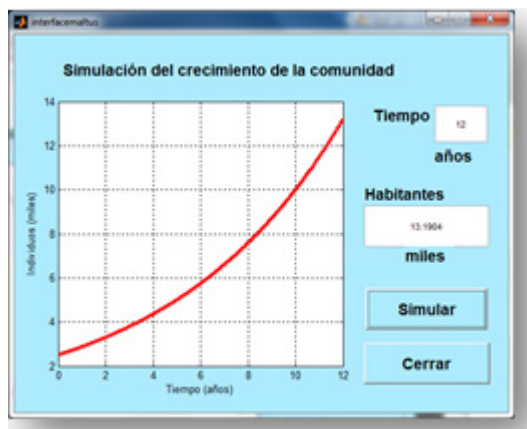 interfacemaltus
Simulación del crecimiento de la comunidad
14
12
10
8
6
4
2
0 2 4 6 8 10 12
Individuos (miles)
Tiempo (años)
Tiempo
12
años
Habitantes
13.1904
miles
Simular
Cerrar